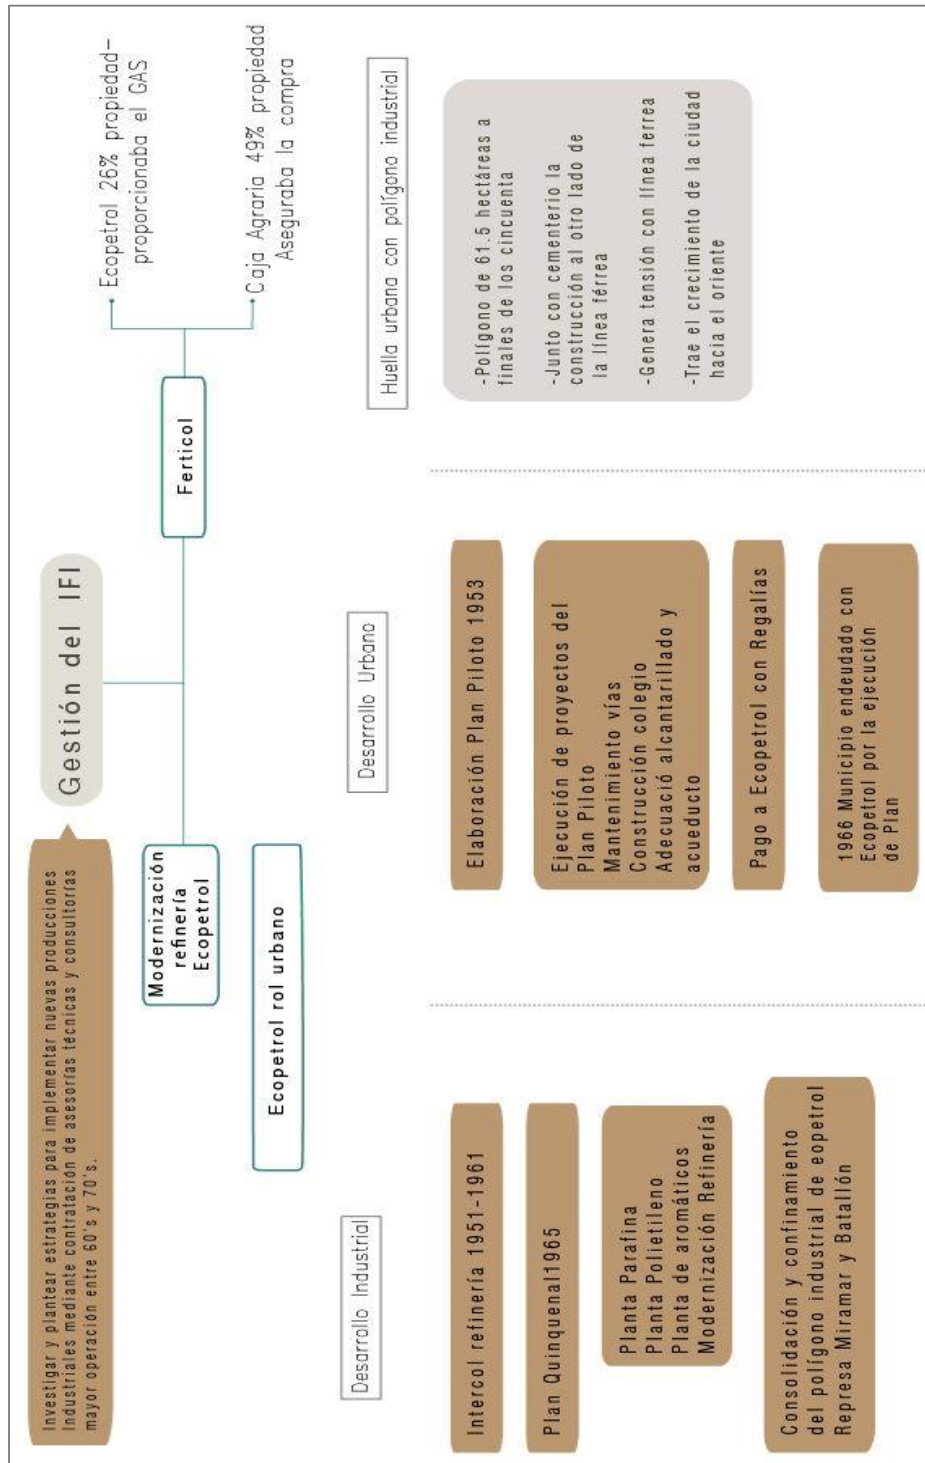 Investigar y plantear estrategias para implementar nuevas producciones
Industriales mediante contratación de asesorías técnicas y consultorías
mayor operación entre 60's y 70's.
Gestión del IFI
Modernización
refinería
Ecopetrol
Ferticol
Ecopetrol 26% propiedad-
proporcionaba el GAS
Caja Agraria 49% propiedad
Aseguraba la compra
Ecopetrol rol urbano
Desarrollo Industrial
Intercol refinería 1951-1961
Plan Quinquenal1965
Planta Parafina
Planta Polietileno
Planta de aromáticos
Modernización Refinería
Consolidación y confinamiento
del polígono industrial de eopetrol
Represa Miramar y Batallón
Desarrollo Urbano
Elaboración Plan Piloto 1953
Ejecución de proyectos del
Plan Piloto
Mantenimiento vías
Construcción colegio
Adecuació alcantarillado y
acueducto
Pago a Ecopetrol con Regalías
1966 Municipio endeudado con
Ecopetrol por la ejecución
de Plan
Huella urbana con polígono industrial
-Polígono de 61.5 hectáreas a
finales de los cincuenta
-Junto con cementerio la
construcción al otro lado de
la línea férrea
-Genera tensión con línea ferrea
-Trae el crecimiento de la ciudad
hacia el oriente